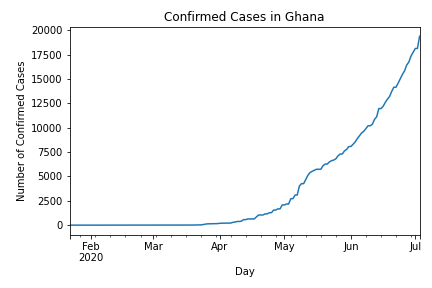 Confirmed Cases in Ghana
Number of Confirmed Cases
20000
17500
15000
12500
10000
7500
5000
2500
0
Feb Mar Apr May Jun Jul
2020
Day